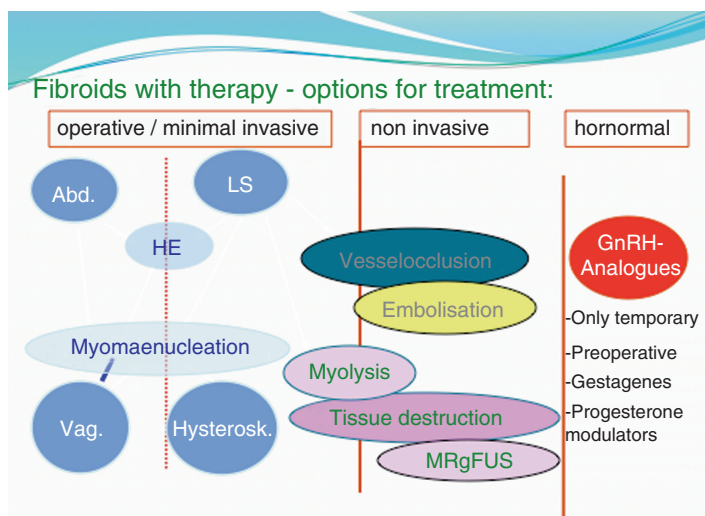 Fibroids with therapy - options for treatment:
operative / minimal invasive
non invasive
hornormal
Abd.
LS
HE
Myomaenucleation
Vag.
Hysterosk.
Vesselocclusion
Embolisation
Myolysis
Tissue destruction
MRgFUS
GnRH-
Analogues
-Only temporary
-Preoperative
-Gestagenes
-Progesterone
modulators